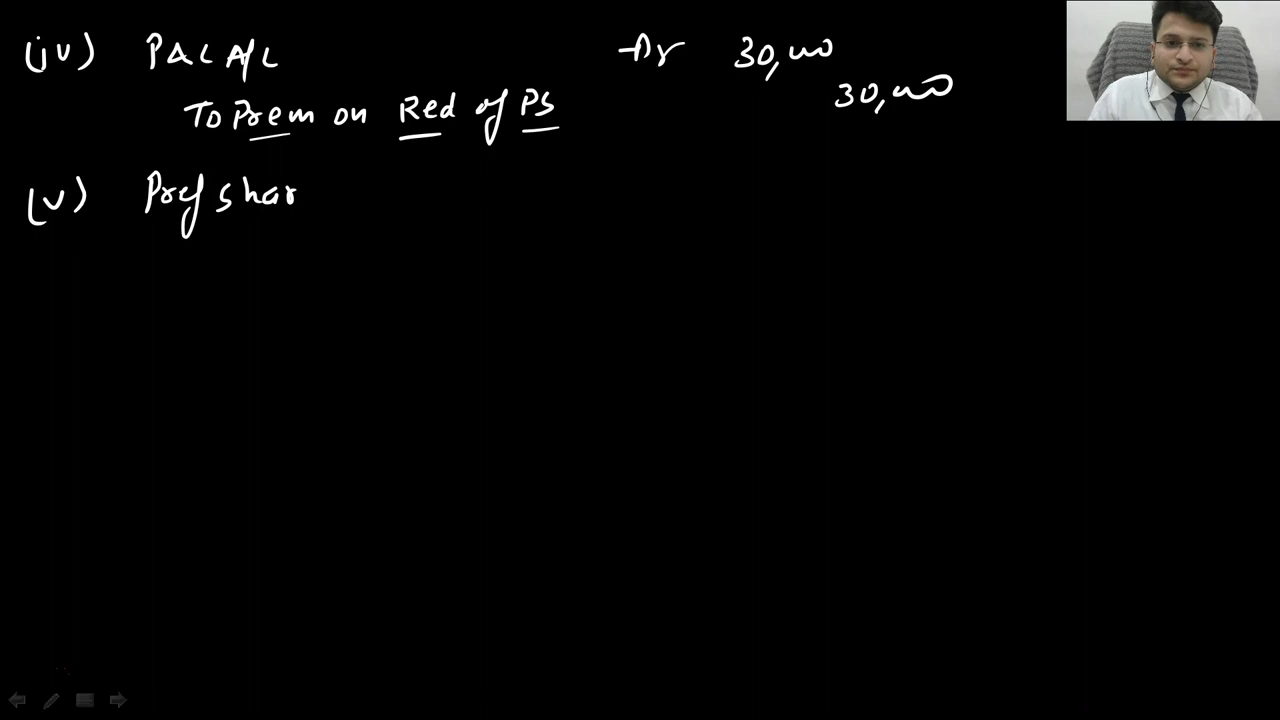 (iv) P&L A/c Dr 30,000
To Prem on Red of PS 30,000
(v) Pref Shar